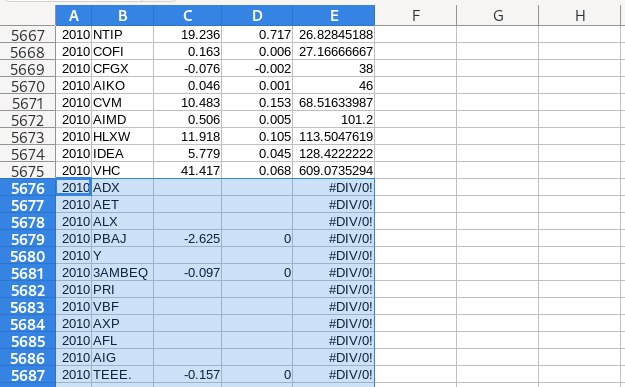 A B C D E F G H
5667 2010 NTIP 19.236 0.717 26.82845188
5668 2010 COFI 0.163 0.006 27.16666667
5669 2010 CFGX -0.076 -0.002 38
5670 2010 AIKO 0.046 0.001 46
5671 2010 CVM 10.483 0.153 68.51633987
5672 2010 AIMD 0.506 0.005 101.2
5673 2010 HLXW 11.918 0.105 113.5047619
5674 2010 IDEA 5.779 0.045 128.4222222
5675 2010 VHC 41.417 0.068 609.0735294
5676 2010 ADX #DIV/0!
5677 2010 AET #DIV/0!
5678 2010 ALX #DIV/0!
5679 2010 PBAJ -2.625 0 #DIV/0!
5680 2010 Y #DIV/0!
5681 2010 3AMBEQ -0.097 0 #DIV/0!
5682 2010 PRI #DIV/0!
5683 2010 VBF #DIV/0!
5684 2010 AXP #DIV/0!
5685 2010 AFL #DIV/0!
5686 2010 AIG #DIV/0!
5687 2010 TEEE. -0.157 0 #DIV/0!